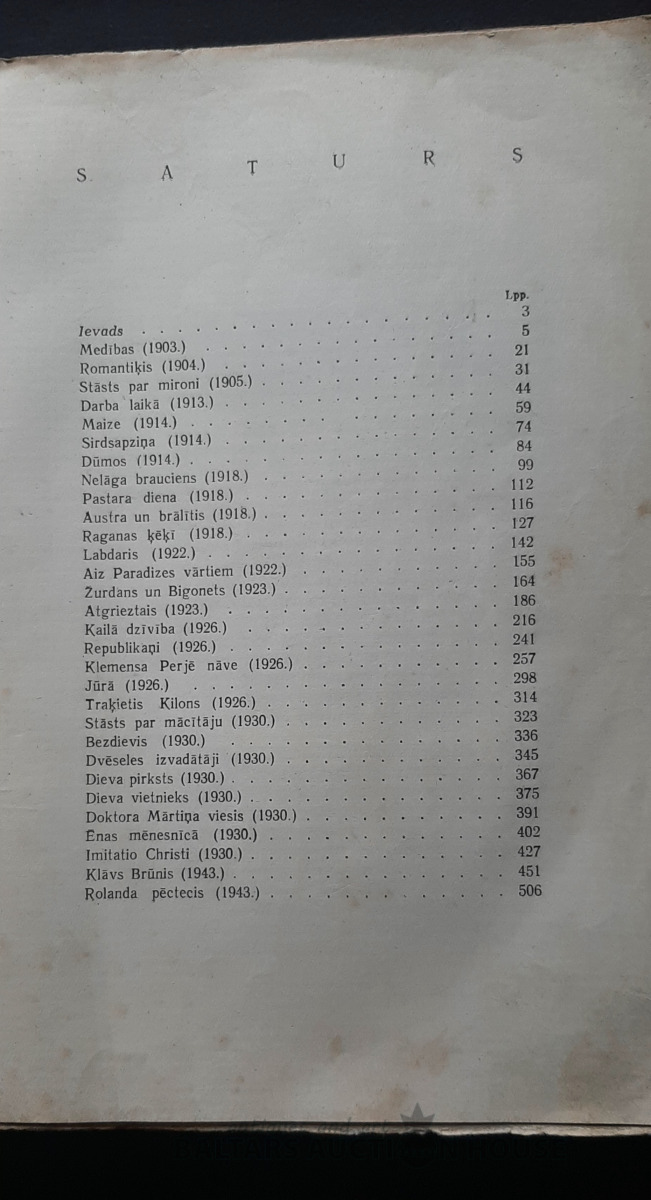 S A T U R S
Lpp.
Ievads . . . . . . . . . . . . . . . . 3
Medības (1903.) . . . . . . . . . . . . . 5
Romantiķis (1904.) . . . . . . . . . . . . 21
Stāsts par mironi (1905.) . . . . . . . . . . 31
Darba laikā (1913.) . . . . . . . . . . . . 44
Maize (1914.) . . . . . . . . . . . . . 59
Sirdsapziņa (1914.) . . . . . . . . . . . . 74
Dūmos (1914.) . . . . . . . . . . . . . 84
Nelāga brauciens (1918.) . . . . . . . . . . 99
Pastara diena (1918.) . . . . . . . . . . . 112
Austra un brālītis (1918.) . . . . . . . . . . 116
Raganas ķēķī (1918.) . . . . . . . . . . . 127
Labdaris (1922.) . . . . . . . . . . . . . 142
Aiz Paradizes vārtiem (1922.) . . . . . . . . . 155
Žurdans un Bigonets (1923.) . . . . . . . . . 164
Atgrieztais (1923.) . . . . . . . . . . . . 186
Kailā dzīvība (1926.) . . . . . . . . . . . 216
Republikaņi (1926.) . . . . . . . . . . . . 241
Klemensa Perjē nāve (1926.) . . . . . . . . . 257
Jūrā (1926.) . . . . . . . . . . . . . 298
Traķietis Kilons (1926.) . . . . . . . . . . 314
Stāsts par mācītāju (1930.) . . . . . . . . . 323
Bezdievis (1930.) . . . . . . . . . . . . 336
Dvēseles izvadātāji (1930.) . . . . . . . . . 345
Dieva pirksts (1930.) . . . . . . . . . . . 367
Dieva vietnieks (1930.) . . . . . . . . . . . 375
Doktora Mārtiņa viesis (1930.) . . . . . . . . 391
Ēnas mēnesnīcā (1930.) . . . . . . . . . . 402
Imitatio Christi (1930.) . . . . . . . . . . . 427
Klāvs Brūnis (1943.) . . . . . . . . . . . . 451
Rolanda pēctecis (1943.) . . . . . . . . . . 506